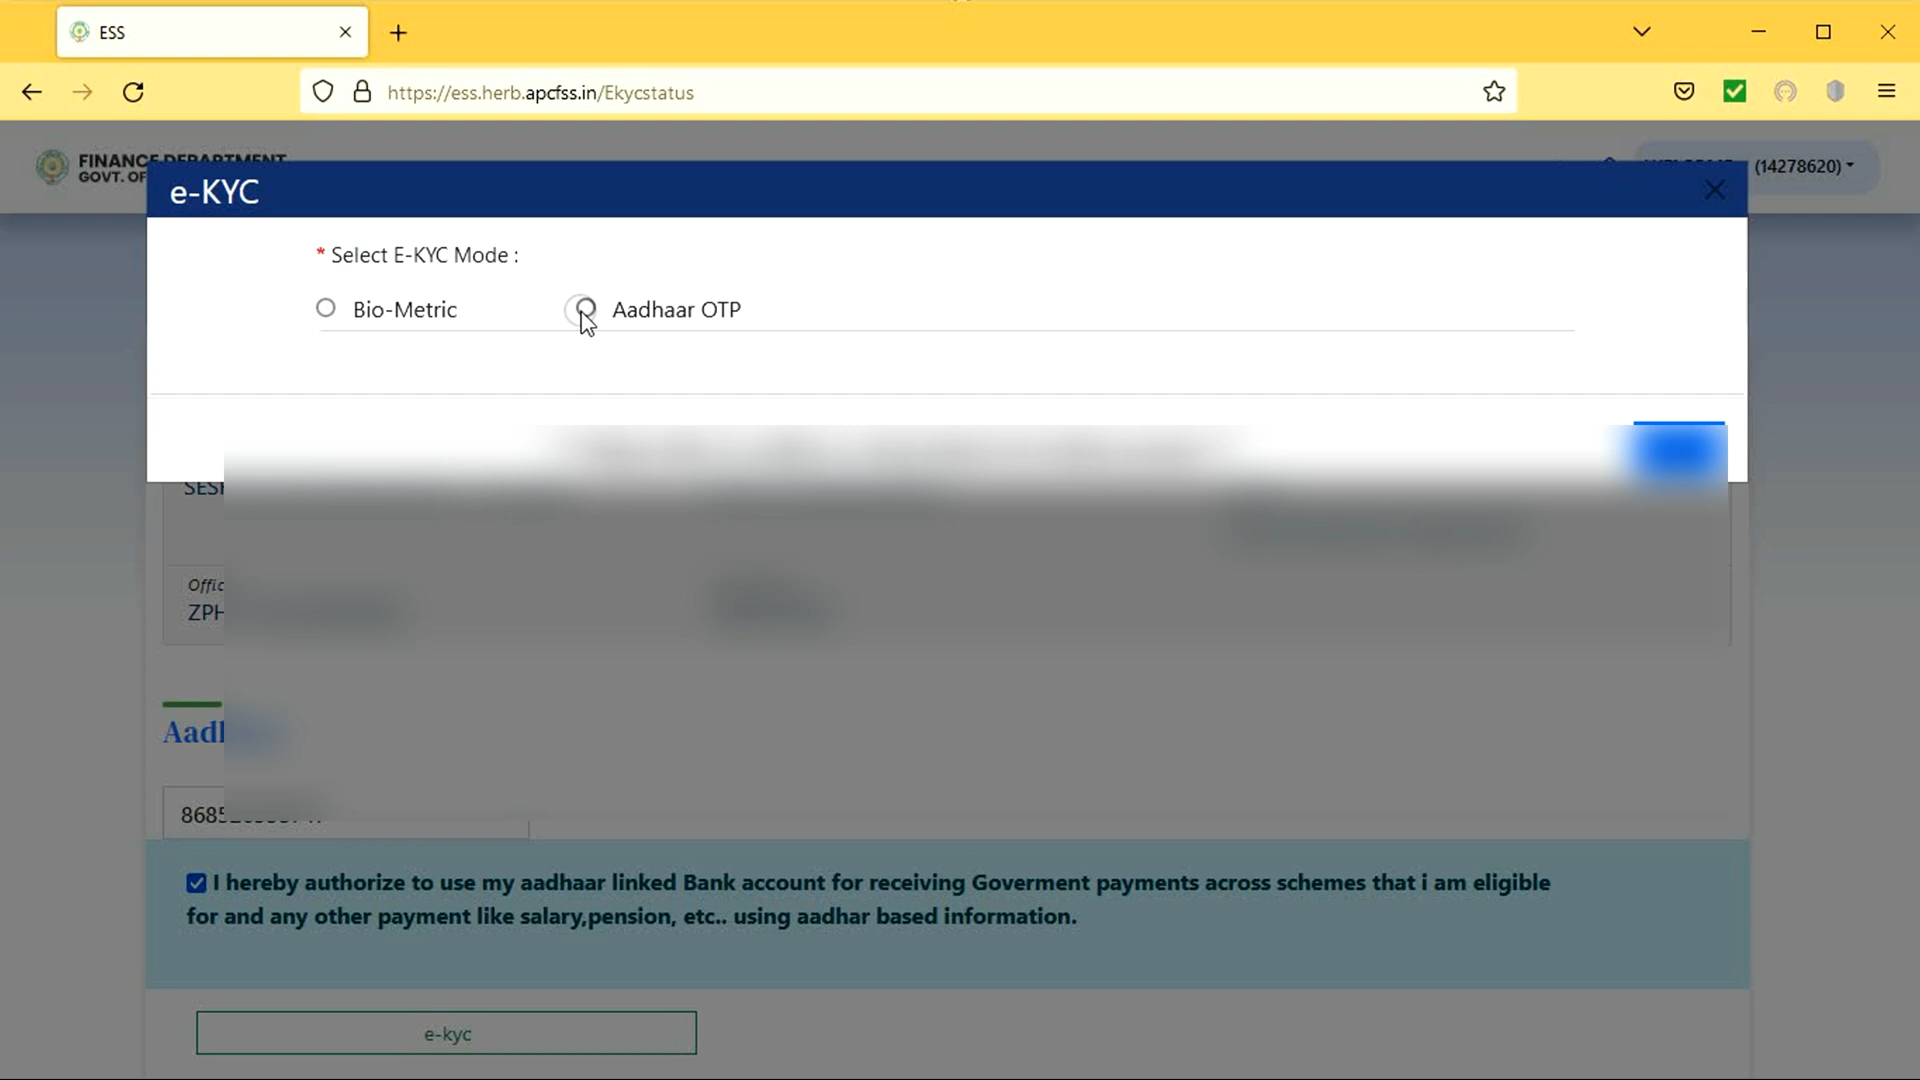 ESS
https://ess.herb.apcfss.in/Ekycstatus
FINANCE DEPARTMENT
GOVT. OF
(14278620)
e-KYC
* Select E-KYC Mode :
Bio-Metric
Aadhaar OTP
Offic
ZPH
Aadh
I hereby authorize to use my aadhaar linked Bank account for receiving Goverment payments across schemes that i am eligible
for and any other payment like salary,pension, etc.. using aadhar based information.
e-kyc